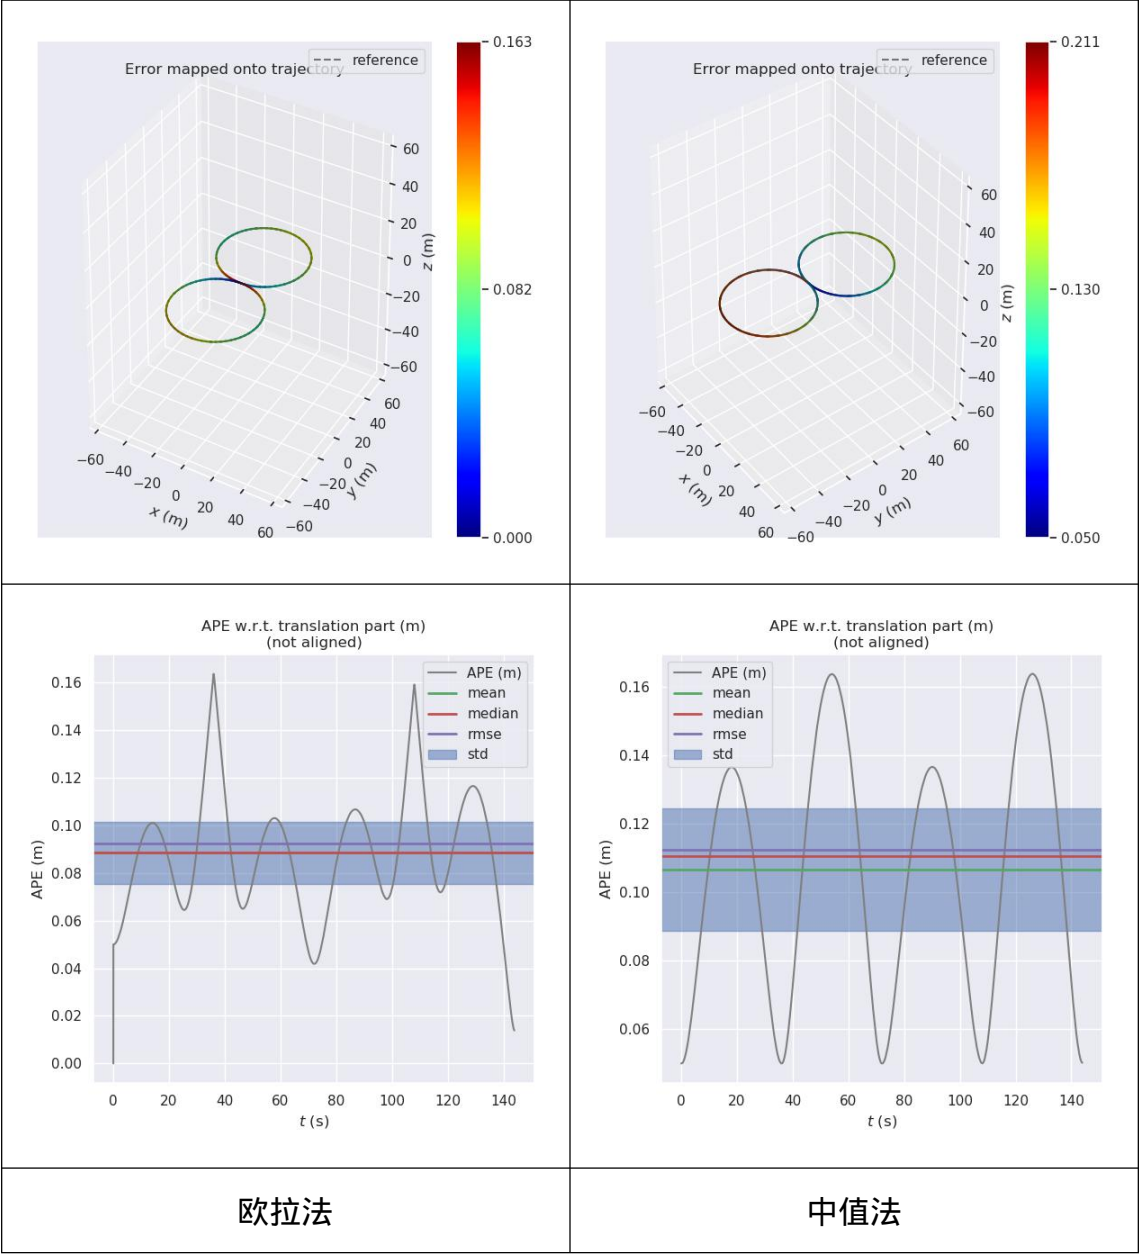 Error mapped onto trajectory
reference
0.163
0.082
0.000
60
40
20
0
−20
−40
−60
z (m)
60
40
20
0
−20
−40
−60
y (m)
−60
−40
−20
0
20
40
60
x (m)
Error mapped onto trajectory
reference
0.211
0.130
0.050
60
40
20
0
−20
−40
−60
z (m)
−60
−40
−20
0
20
40
60
x (m)
60
40
20
0
−20
−40
−60
y (m)
APE w.r.t. translation part (m)
(not aligned)
APE (m)
mean
median
rmse
std
0.16
0.14
0.12
0.10
0.08
0.06
0.04
0.02
0.00
APE (m)
0 20 40 60 80 100 120 140
t (s)
APE w.r.t. translation part (m)
(not aligned)
APE (m)
mean
median
rmse
std
0.16
0.14
0.12
0.10
0.08
0.06
APE (m)
0 20 40 60 80 100 120 140
t (s)
欧拉法
中值法